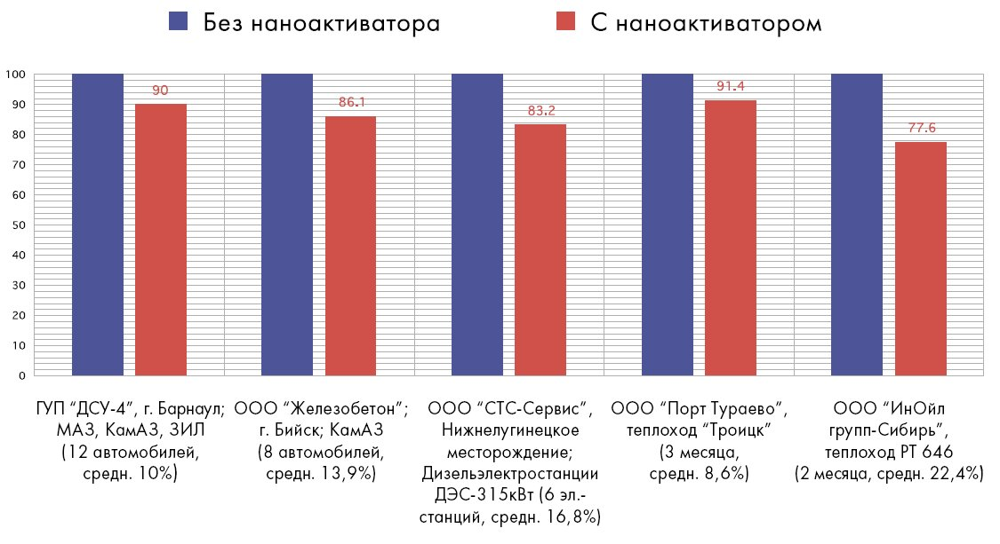 Без наноактиватора
С наноактиватором
100
90
80
70
60
50
40
30
20
10
0
90
86.1
83.2
91.4
77.6
ГУП “ДСУ-4”, г. Барнаул;
МАЗ, КамАЗ, ЗИЛ
(12 автомобилей,
средн. 10%)
ООО “Железобетон”;
г. Бийск; КамАЗ
(8 автомобилей,
средн. 13,9%)
ООО “СТС-Сервис”,
Нижнелугинецкое
месторождение;
Дизельэлектростанции
ДЭС-315кВт (6 эл.-
станций, средн. 16,8%)
ООО “Порт Тураево”,
теплоход “Троицк”
(3 месяца,
средн. 8,6%)
ООО “ИнОйл
групп-Сибирь”,
теплоход РТ 646
(2 месяца, средн. 22,4%)